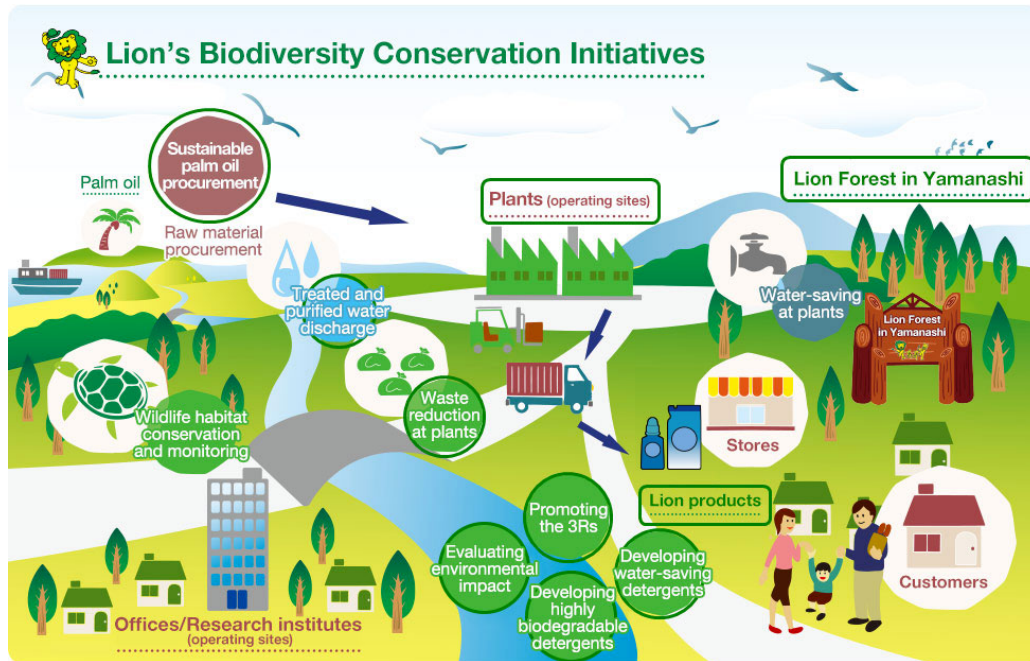 Lion's Biodiversity Conservation Initiatives
Sustainable
palm oil
procurement
Palm oil
Raw material
procurement
Plants (operating sites)
Lion Forest in Yamanashi
Treated and
purified water
discharge
Water-saving
at plants
Lion Forest
in Yamanashi
Waste
reduction
at plants
Wildlife habitat
conservation
and monitoring
Stores
Lion products
Promoting
the 3Rs
Evaluating
environmental
impact
Developing
water-saving
detergents
Developing
highly
biodegradable
detergents
Customers
Offices/Research institutes
(operating sites)